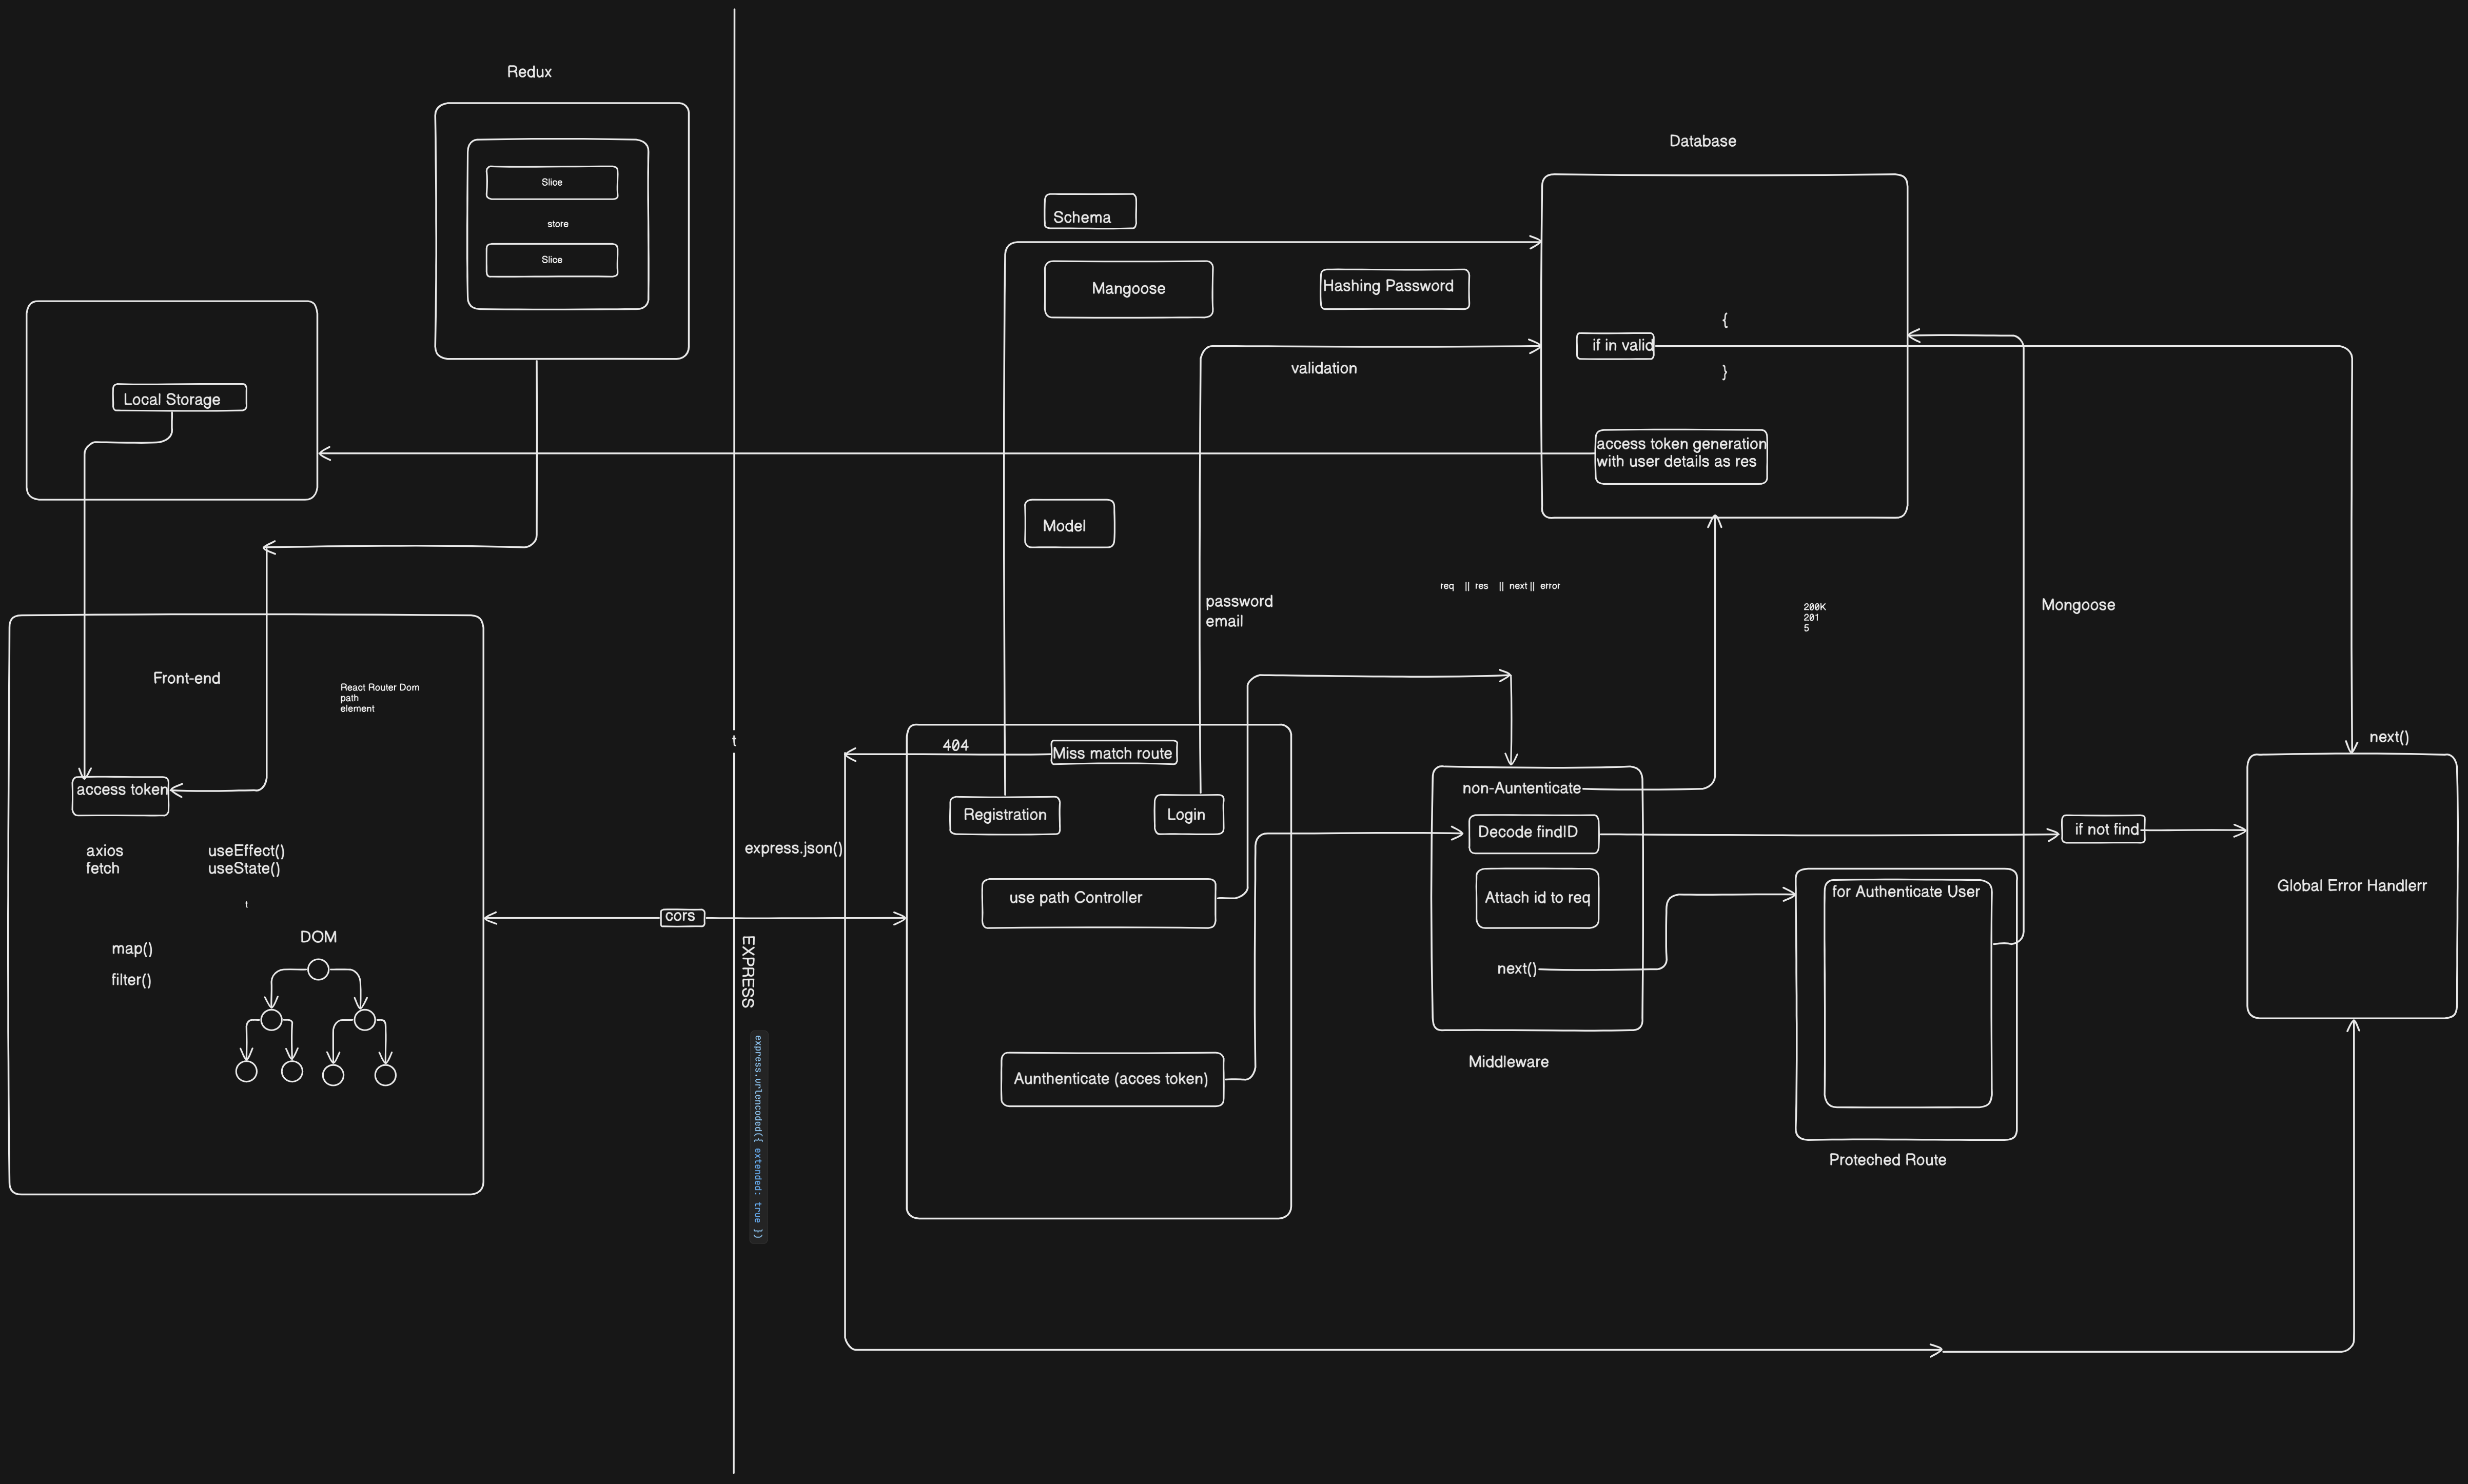 Redux
Slice
store
Slice
Local Storage
Front-end
React Router Dom
path
element
access token
axios
fetch
useEffect()
useState()
t
map()
filter()
DOM
cors
t
express.json()
EXPRESS
express.urlencoded({ extended: true })
Schema
Mangoose
Hashing Password
validation
Model
password
email
Database
{
if in valid
}
access token generation
with user details as res
req || res || next || error
200K
201
5
Mongoose
404
Miss match route
Registration
Login
use path Controller
Aunthenticate (acces token)
non-Auntenticate
Decode findID
Attach id to req
next()
Middleware
for Authenticate User
Proteched Route
if not find
next()
Global Error Handlerr